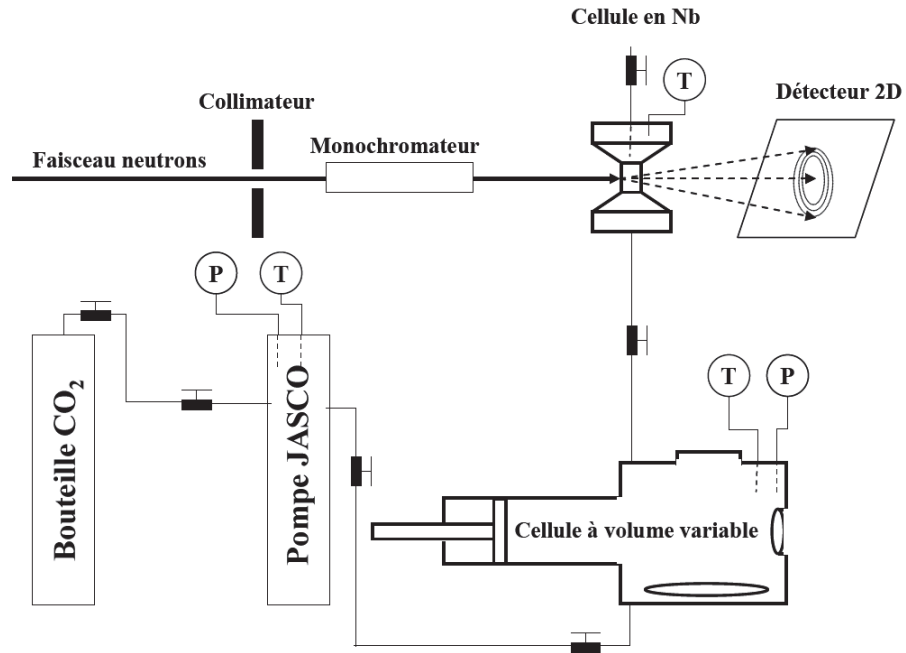 Cellule en Nb
T
Collimateur
Détecteur 2D
Monochromateur
Faisceau neutrons
P
T
Bouteille CO₂
Pompe JASCO
T
P
Cellule à volume variable